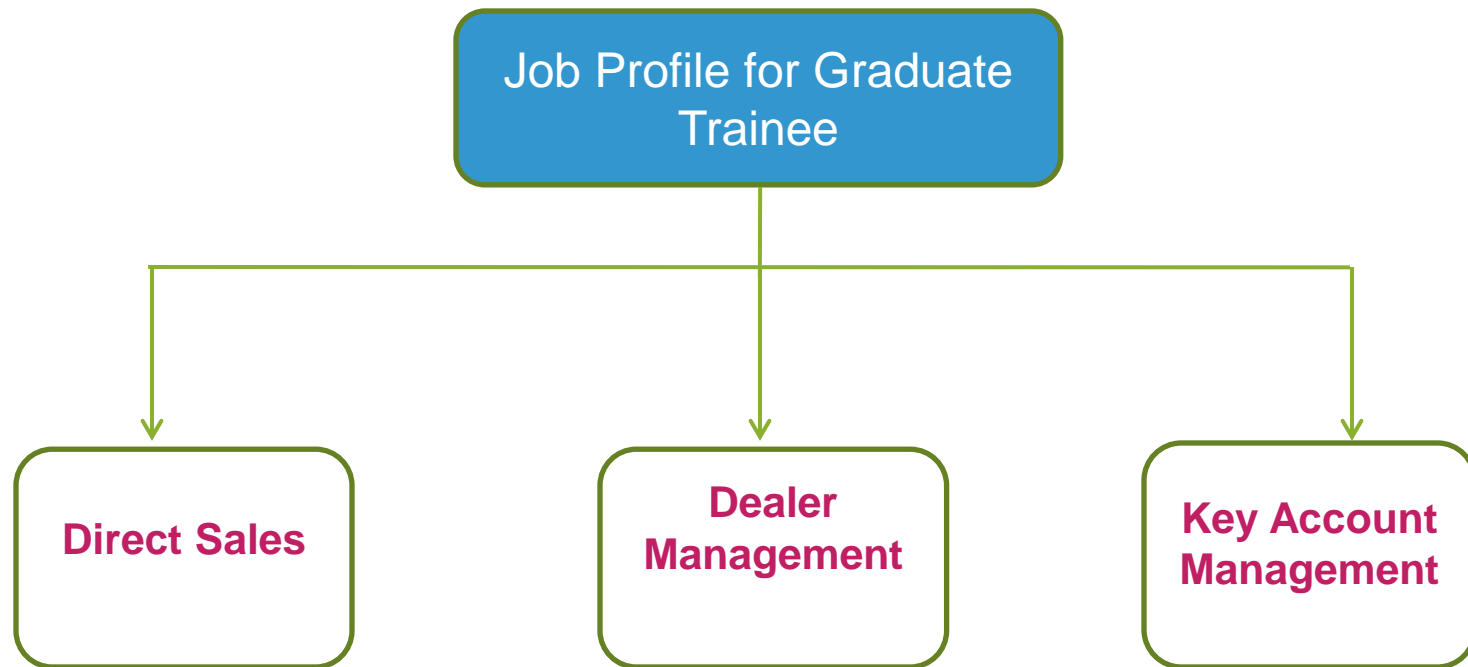 Job Profile for Graduate
Trainee
Direct Sales
Dealer
Management
Key Account
Management